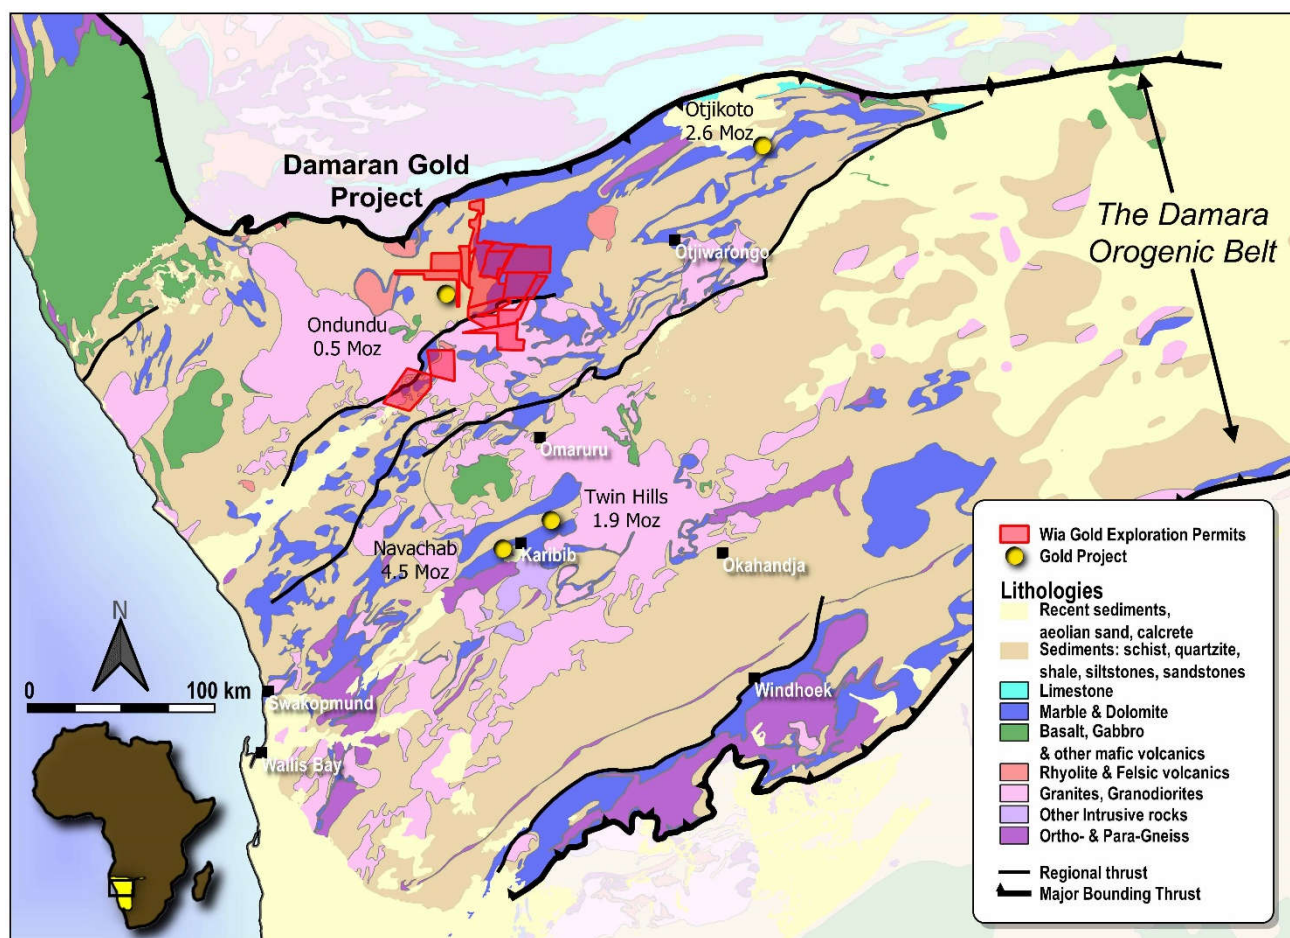 Otjikoto
2.6 Moz
Damaran Gold
Project
The Damara
Orogenic Belt
Otjiwarongo
Ondundu
0.5 Moz
Omaruru
Twin Hills
1.9 Moz
Navachab
4.5 Moz
Karibib
Okahandja
N
0 100 km
Swakopmund
Wallis Bay
Windhoek
Wia Gold Exploration Permits
Gold Project
Lithologies
Recent sediments,
aeolian sand, calcrete
Sediments: schist, quartzite,
shale, siltstones, sandstones
Limestone
Marble & Dolomite
Basalt, Gabbro
& other mafic volcanics
Rhyolite & Felsic volcanics
Granites, Granodiorites
Other Intrusive rocks
Ortho- & Para-Gneiss
Regional thrust
Major Bounding Thrust